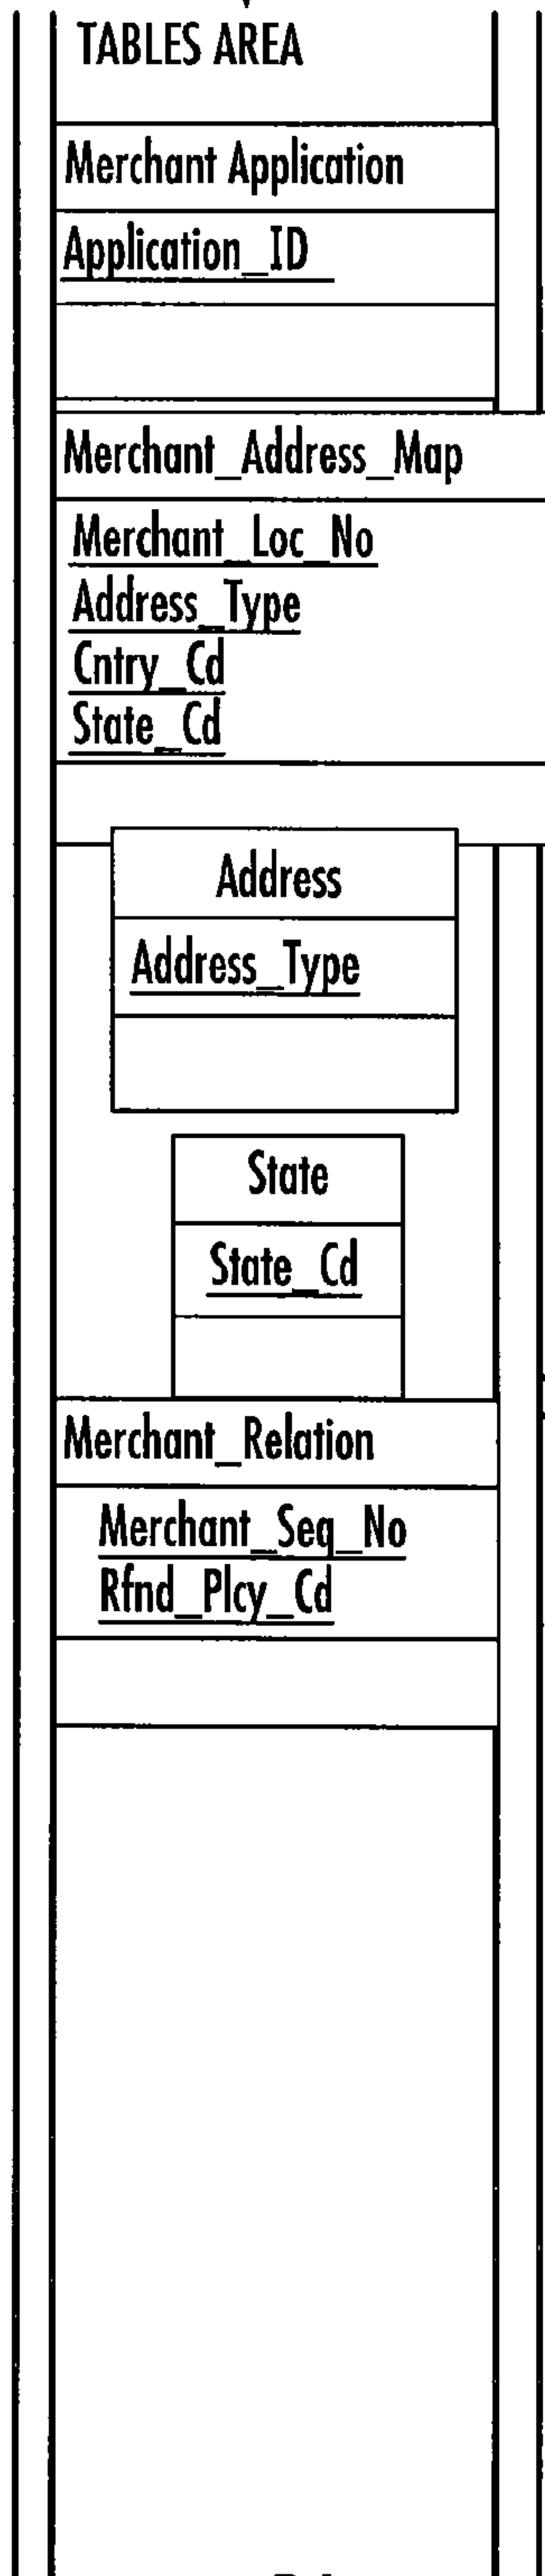 TABLES AREA
Merchant Application
Application_ID
Merchant_Address_Map
Merchant_Loc_No
Address_Type
Cntry_Cd
State_Cd
Address
Address_Type
State
State_Cd
Merchant_Relation
Merchant_Seq_No
Rfnd_Plcy_Cd